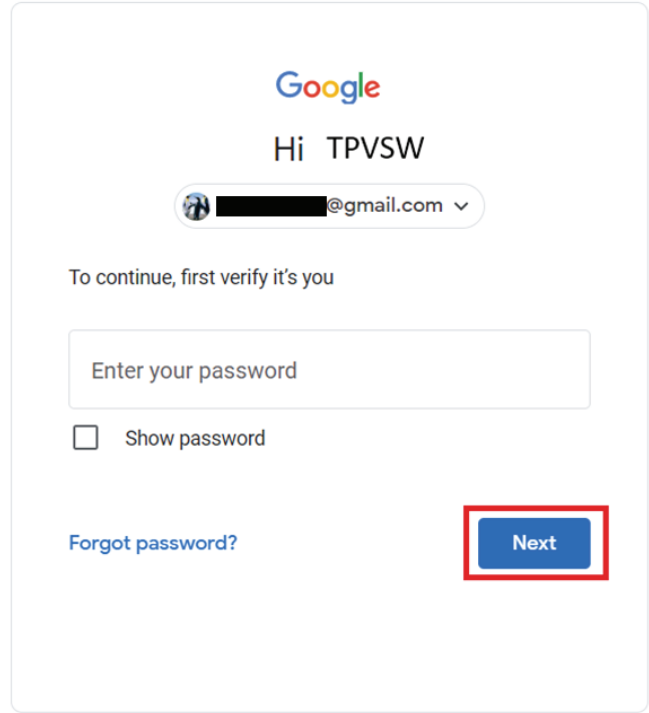 Google
Hi TPVSW
@gmail.com
To continue, first verify it's you
Enter your password
Show password
Forgot password?
Next